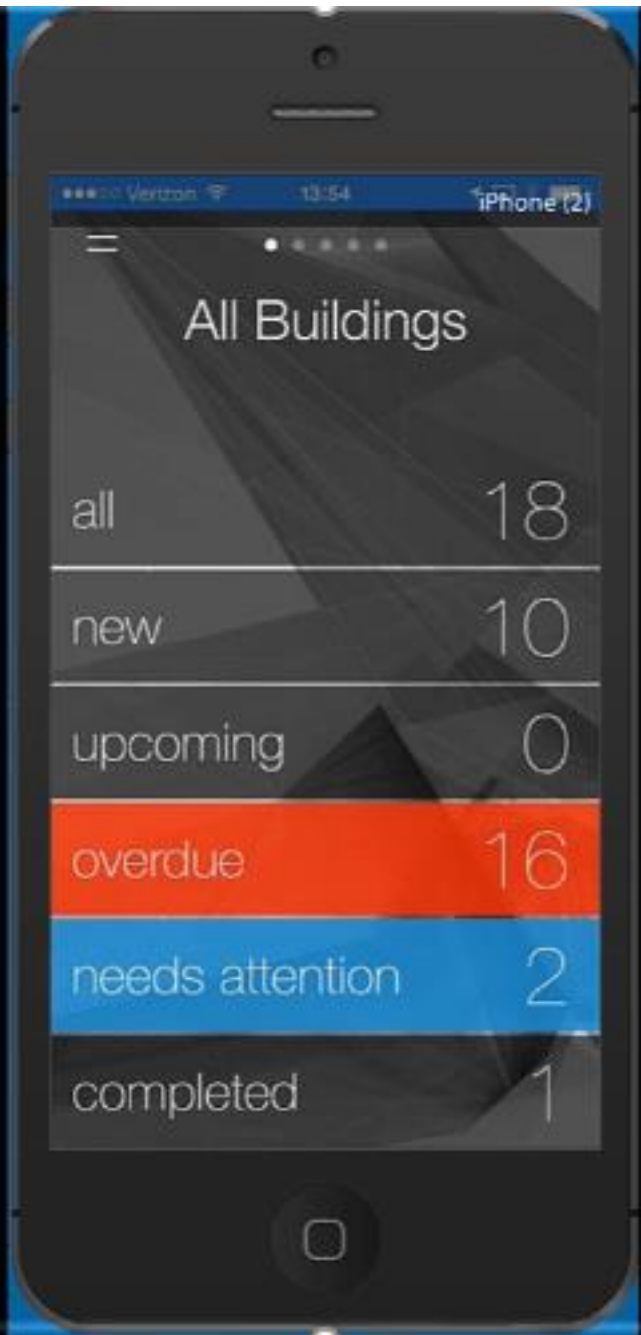 Verizon 13:54
iPhone (2)
All Buildings
all 18
new 10
upcoming 0
overdue 16
needs attention 2
completed 1